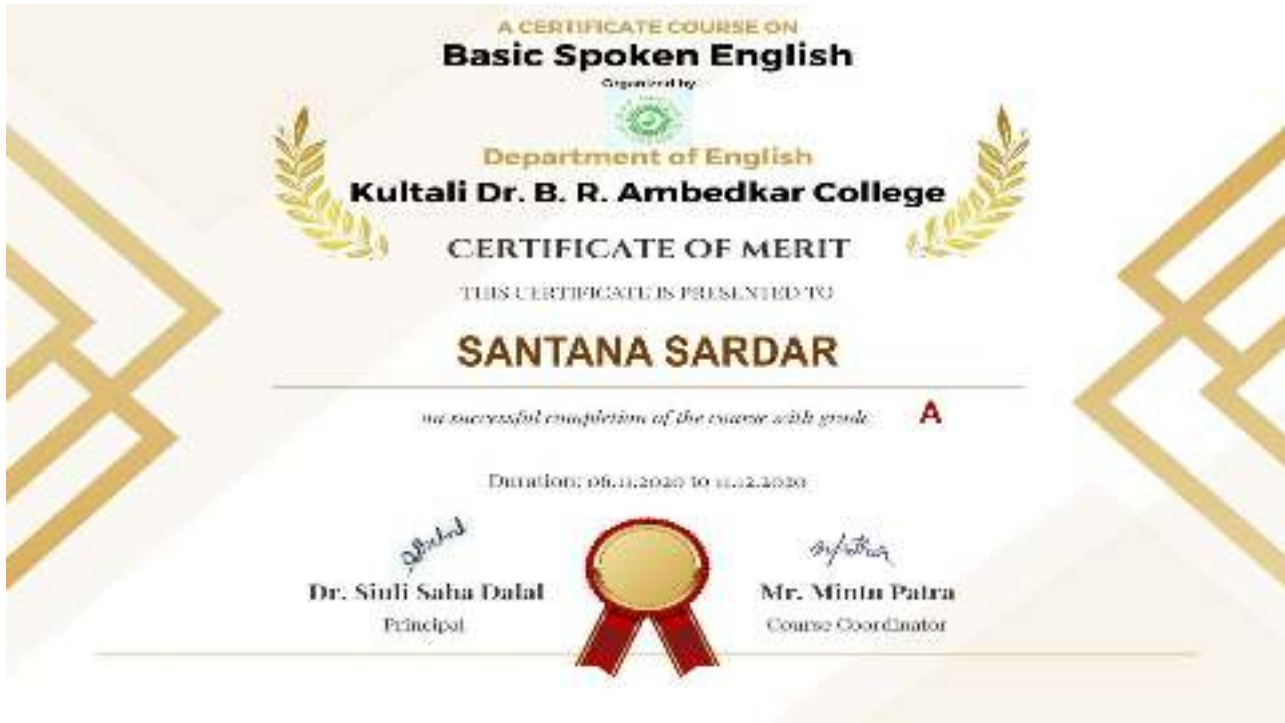 A CERTIFICATE COURSE ON
Basic Spoken English
Organized by
Department of English
Kultali Dr. B. R. Ambedkar College
CERTIFICATE OF MERIT
THIS CERTIFICATE IS PRESENTED TO
SANTANA SARDAR
on successful completion of the course with grade A
Duration: 06.11.2020 to 11.12.2020
Dr. Siuli Saha Dalal
Mr. Mintu Patra
Principal
Course Coordinator